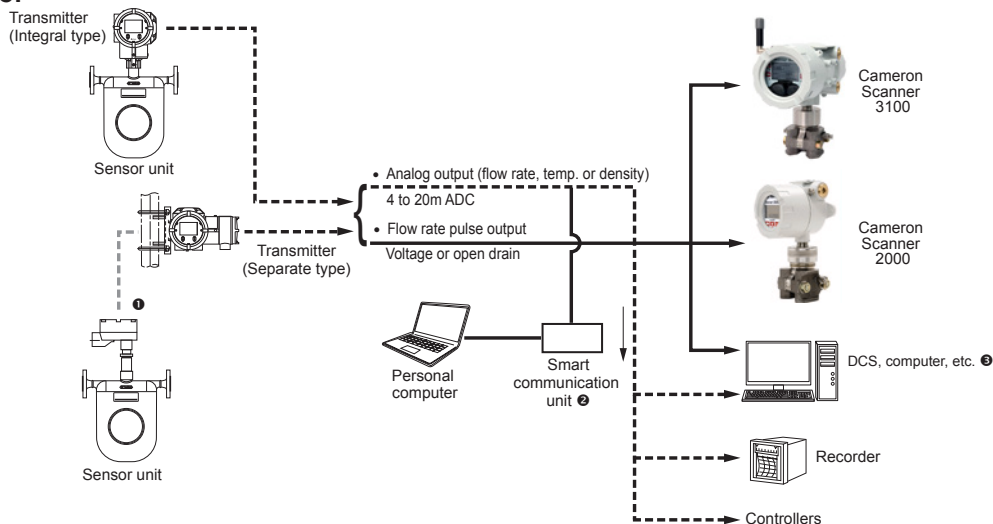 Transmitter
(Integral type)
Sensor unit
Transmitter
(Separate type)
❶
Sensor unit
• Analog output (flow rate, temp. or density)
4 to 20m ADC
• Flow rate pulse output
Voltage or open drain
Personal
computer
Smart
communication
unit ❷
Cameron
Scanner
3100
Cameron
Scanner
2000
DCS, computer, etc. ❸
Recorder
Controllers